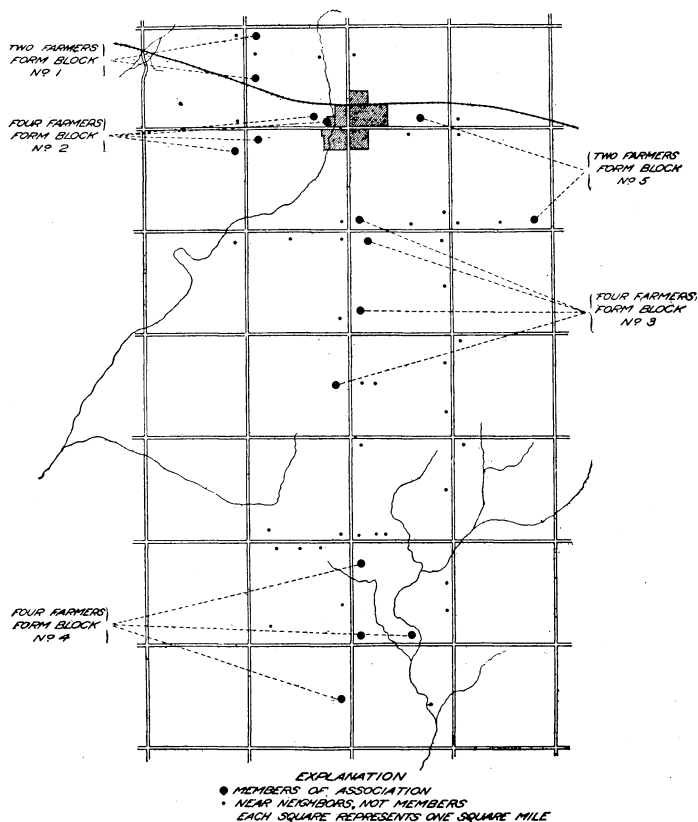 TWO FARMERS
FORM BLOCK
Nº 1
FOUR FARMERS
FORM BLOCK
Nº 2
TWO FARMERS
FORM BLOCK
Nº 5
FOUR FARMERS
FORM BLOCK
Nº 3
FOUR FARMERS
FORM BLOCK
Nº 4
EXPLANATION
MEMBERS OF ASSOCIATION
NEAR NEIGHBORS, NOT MEMBERS
EACH SQUARE REPRESENTS ONE SQUARE MILE